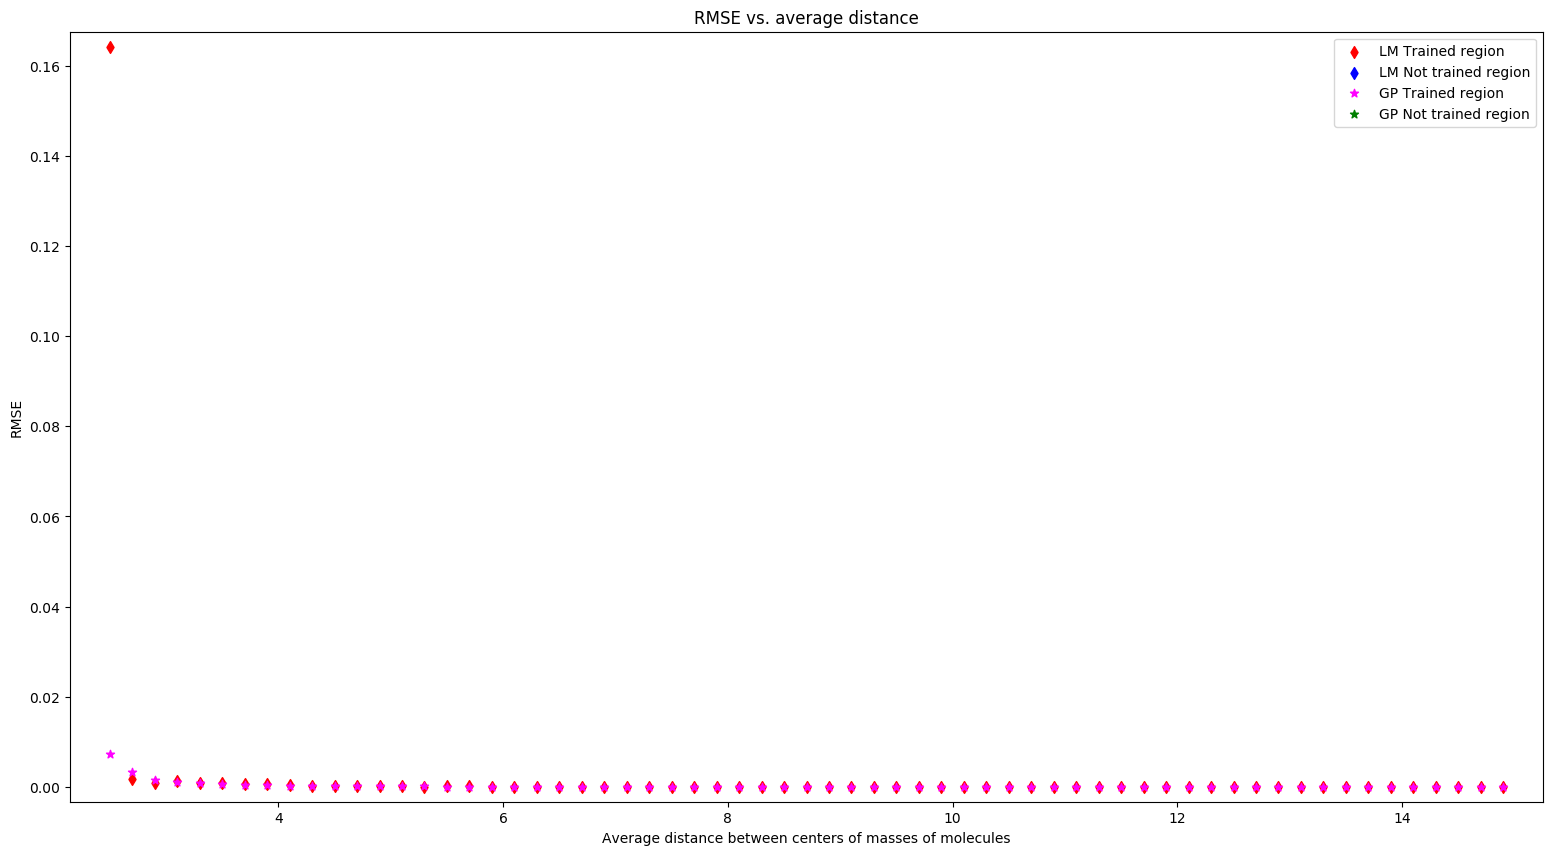 RMSE vs. average distance
LM Trained region
LM Not trained region
GP Trained region
GP Not trained region
0.16
0.14
0.12
0.10
0.08
0.06
0.04
0.02
0.00
RMSE
4
6
8
10
12
14
Average distance between centers of masses of molecules